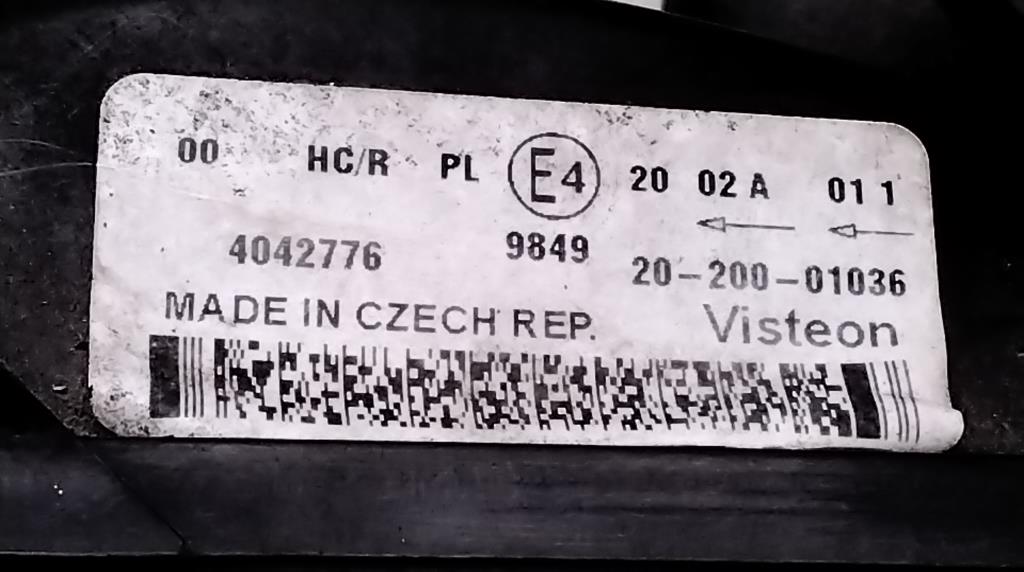 00 HC/R PL E4 20 02 A 01 1
4042776 9849 20-200-01036
MADE IN CZECH REP. Visteon